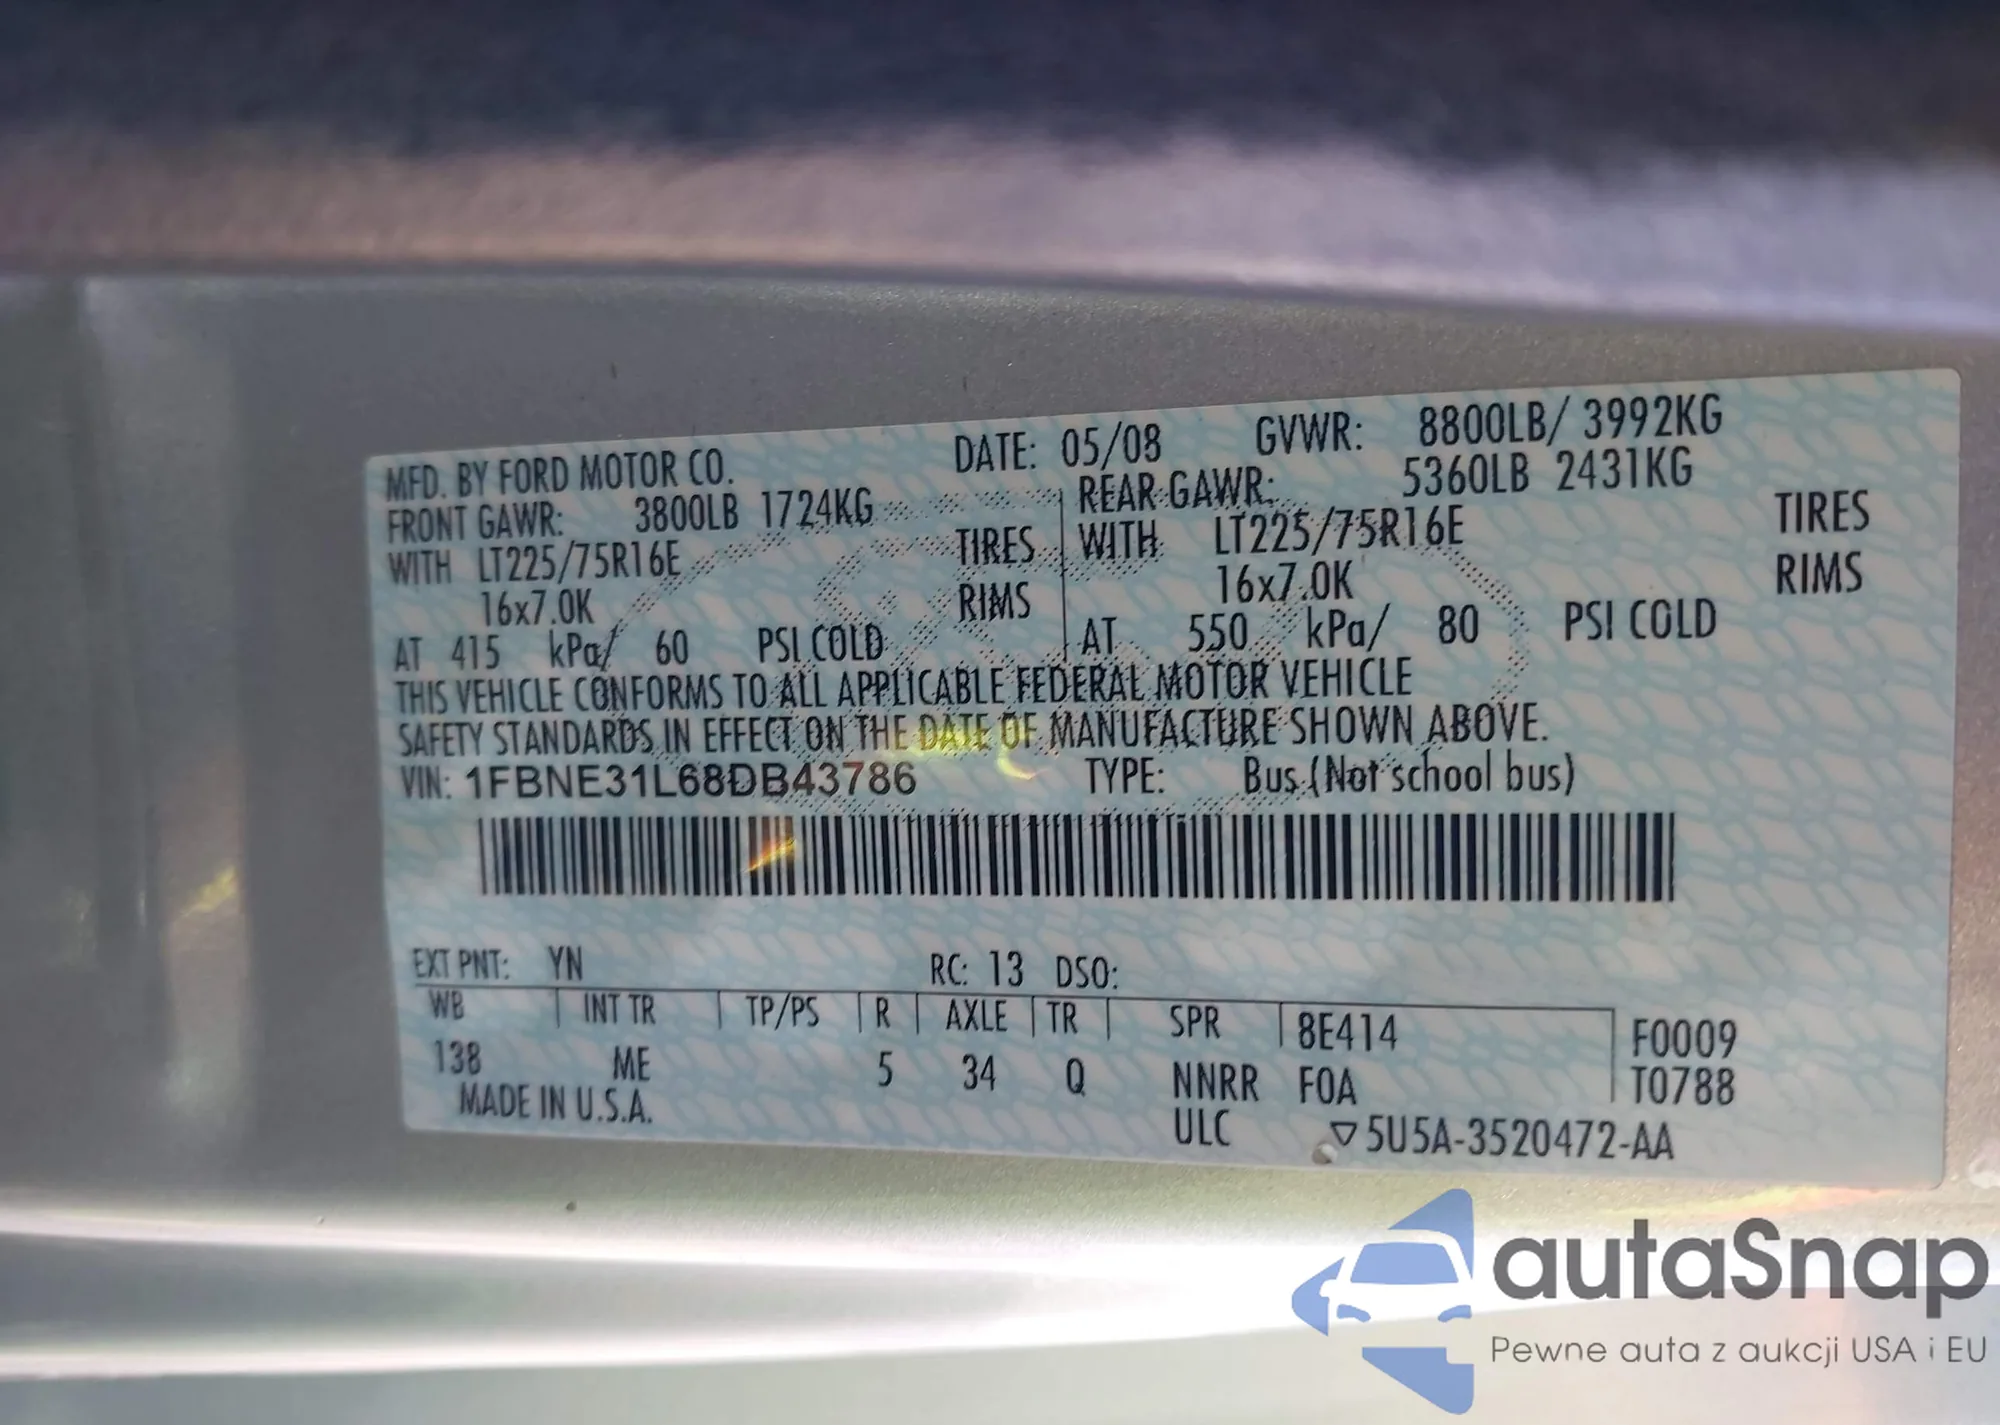 MFD. BY FORD MOTOR CO. DATE: 05/08 GVWR: 8800LB/ 3992KG
FRONT GAWR: 3800LB 1724KG REAR GAWR: 5360LB 2431KG
WITH LT225/75R16E TIRES WITH LT225/75R16E TIRES
16x7.0K RIMS 16x7.0K RIMS
AT 415 kPa/ 60 PSI COLD AT 550 kPa/ 80 PSI COLD
THIS VEHICLE CONFORMS TO ALL APPLICABLE FEDERAL MOTOR VEHICLE
SAFETY STANDARDS IN EFFECT ON THE DATE OF MANUFACTURE SHOWN ABOVE.
VIN: 1FBNE31L68DB43786 TYPE: Bus (Not school bus)
EXT PNT: YN RC: 13 DSO:
WB INT TR TP/PS R AXLE TR SPR 8E414 F0009
138 ME 5 34 Q NNRR FOA T0788
MADE IN U.S.A. ULC ▽5U5A-3520472-AA
autaSnap
Pewne auta z aukcji USA i EU